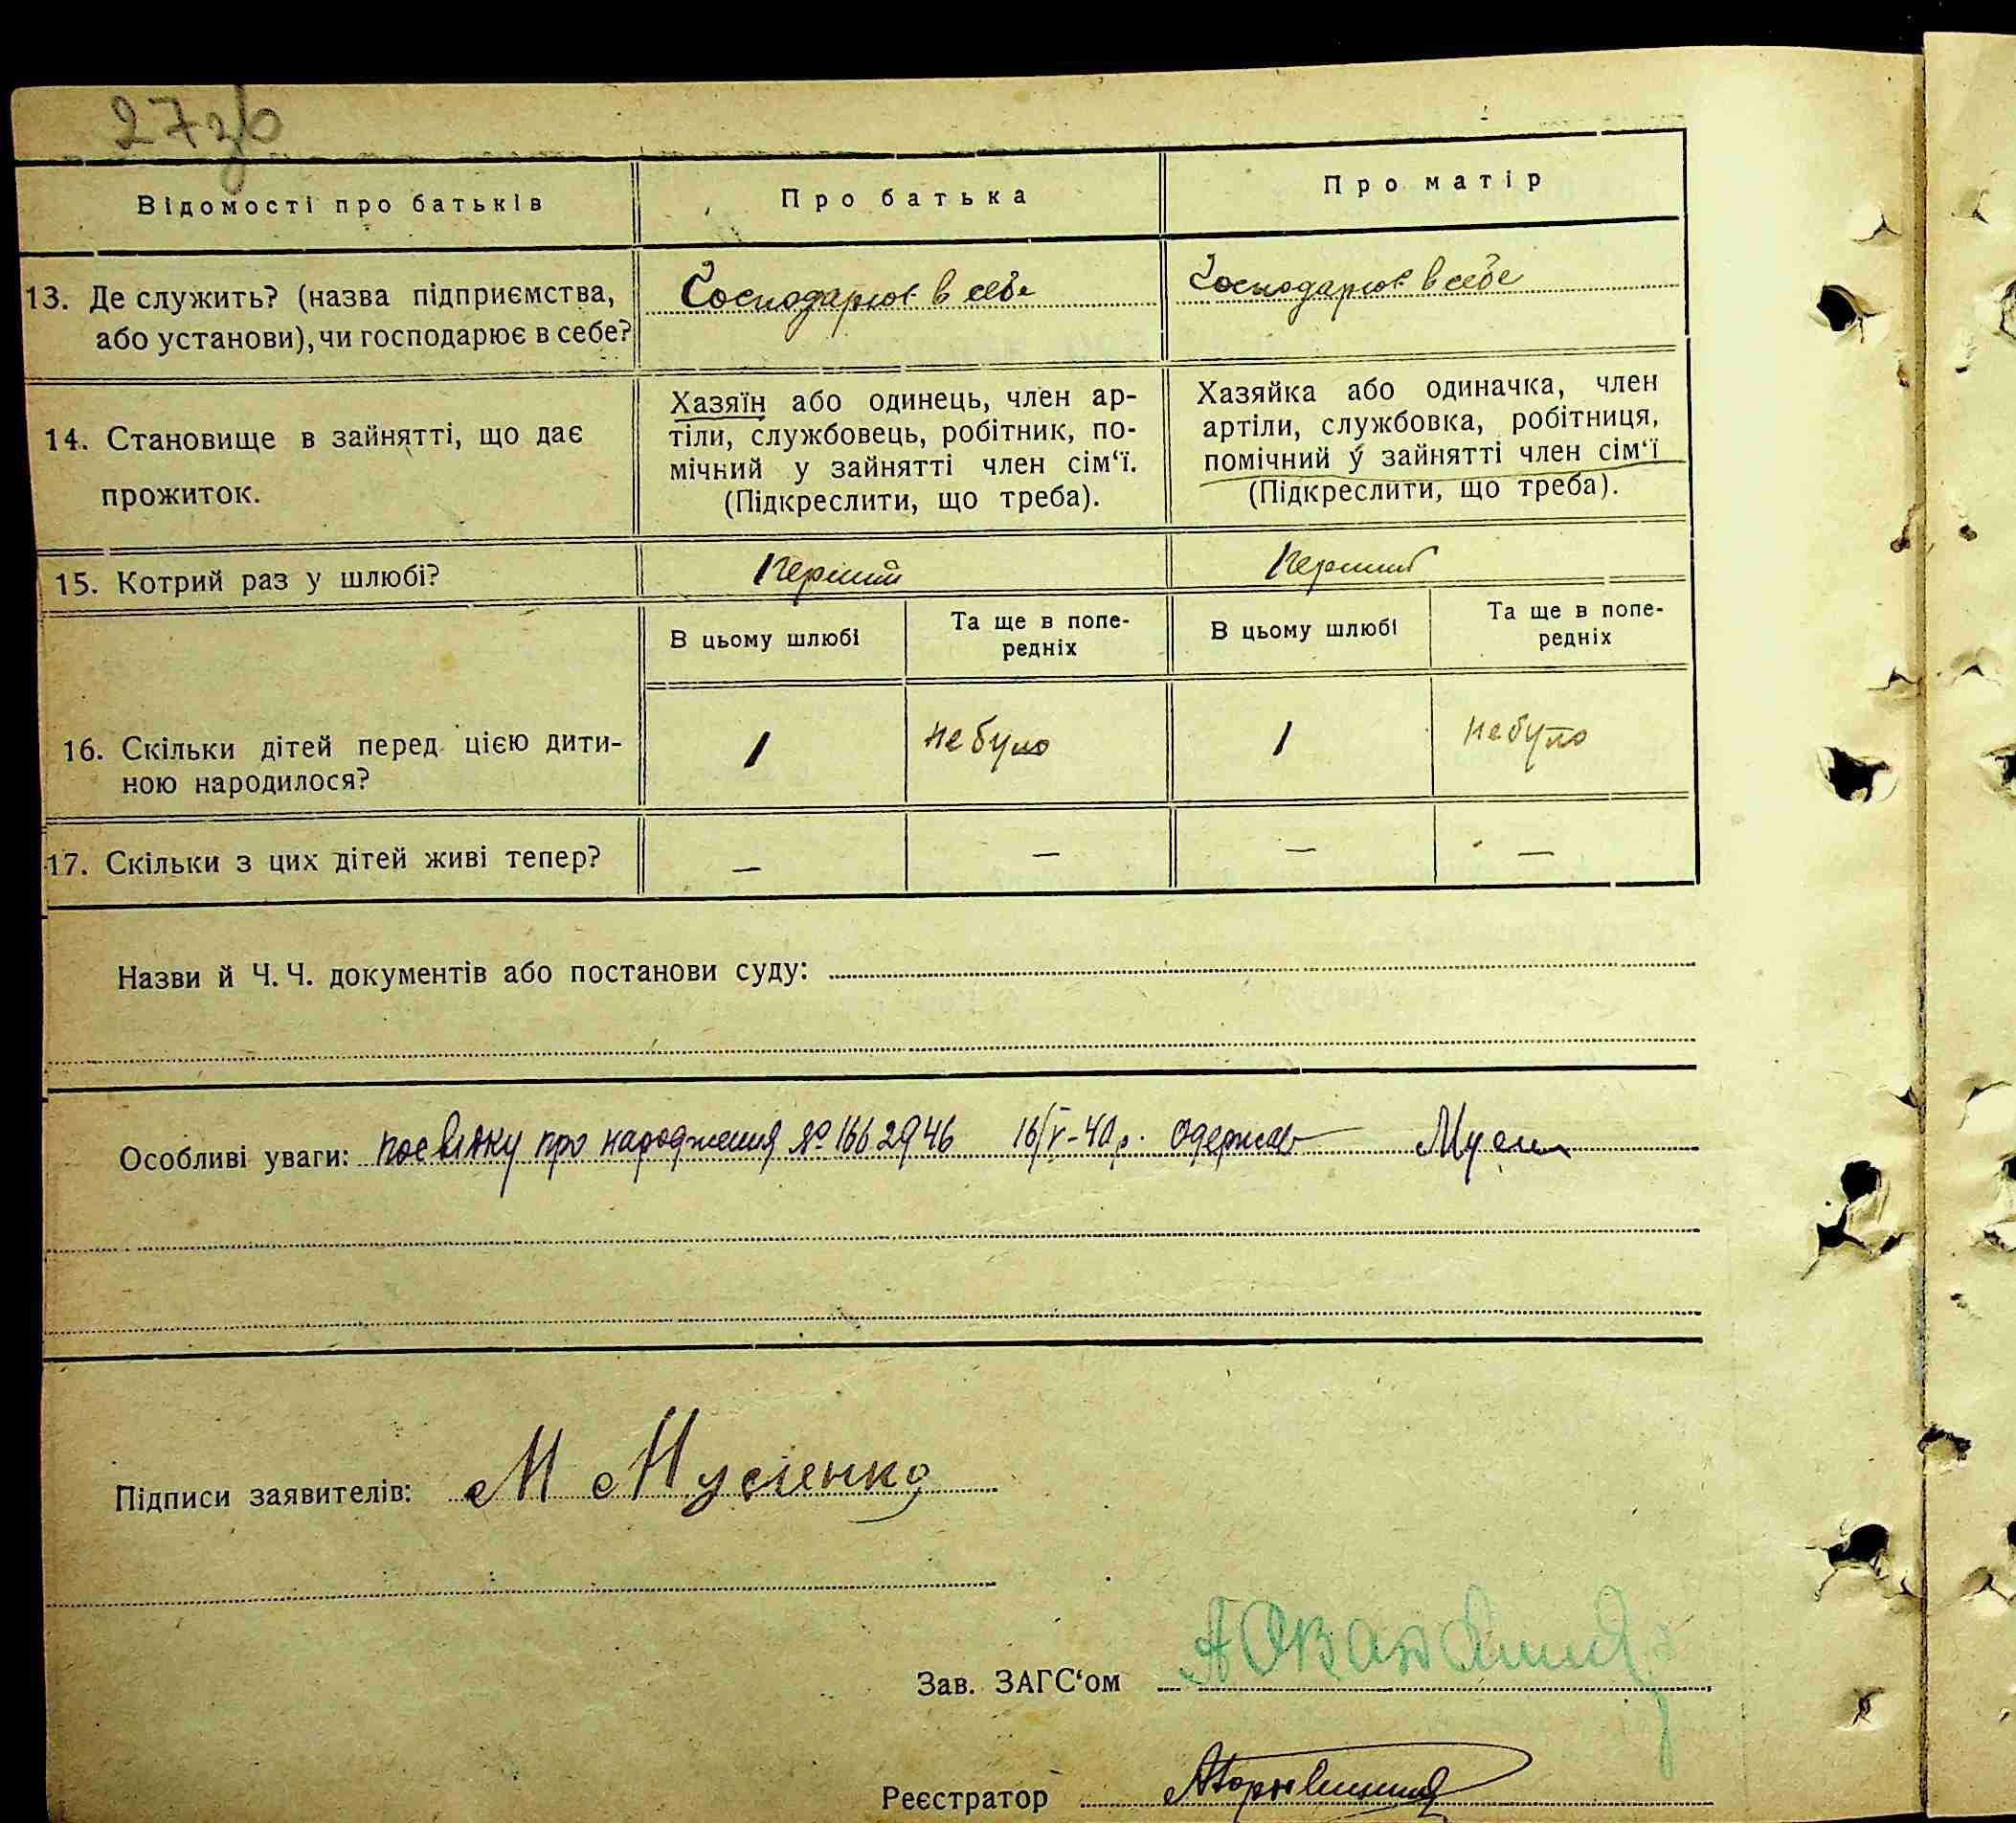 27зв
Відомості про батьків
Про батька
Про матір
13. Де служить? (назва підприємства,
або установи), чи господарює в себе?
Господарює в себе
Господарює в себе
14. Становище в зайнятті, що дає
прожиток.
Хазяїн або одинець, член ар-
тіли, службовець, робітник, по-
мічний у зайнятті член сім‘ї.
(Підкреслити, що треба).
Хазяйка або одиначка, член
артіли, службовка, робітниця,
помічний у зайнятті член сім‘ї
(Підкреслити, що треба).
15. Котрий раз у шлюбі?
Перший
Перший
В цьому шлюбі
Та ще в попе-
редніх
В цьому шлюбі
Та ще в попе-
редніх
16. Скільки дітей перед цією дити-
ною народилося?
1
не було
1
не було
17. Скільки з цих дітей живі тепер?
—
—
—
—
Назви й Ч. Ч. документів або постанови суду:
Особливі уваги: посвідку про народження № 1662946 16/V-40 р. одержав
Підписи заявителів: М Мусієнко
Зав. ЗАГС‘ом
Реєстратор